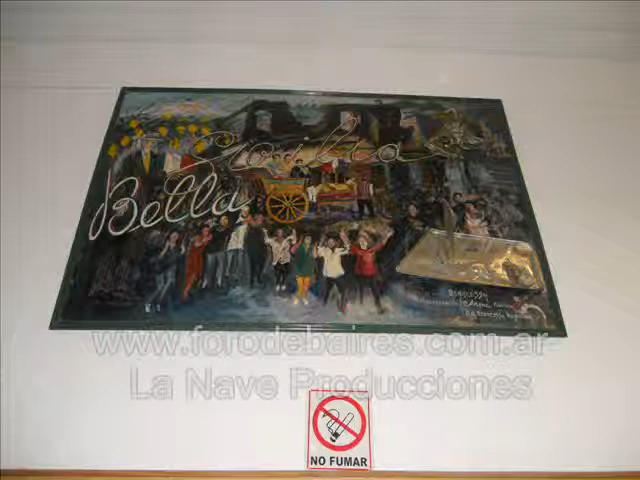 Sicilia
Bella
www.forodebaires.com.ar
La Nave Producciones
NO FUMAR